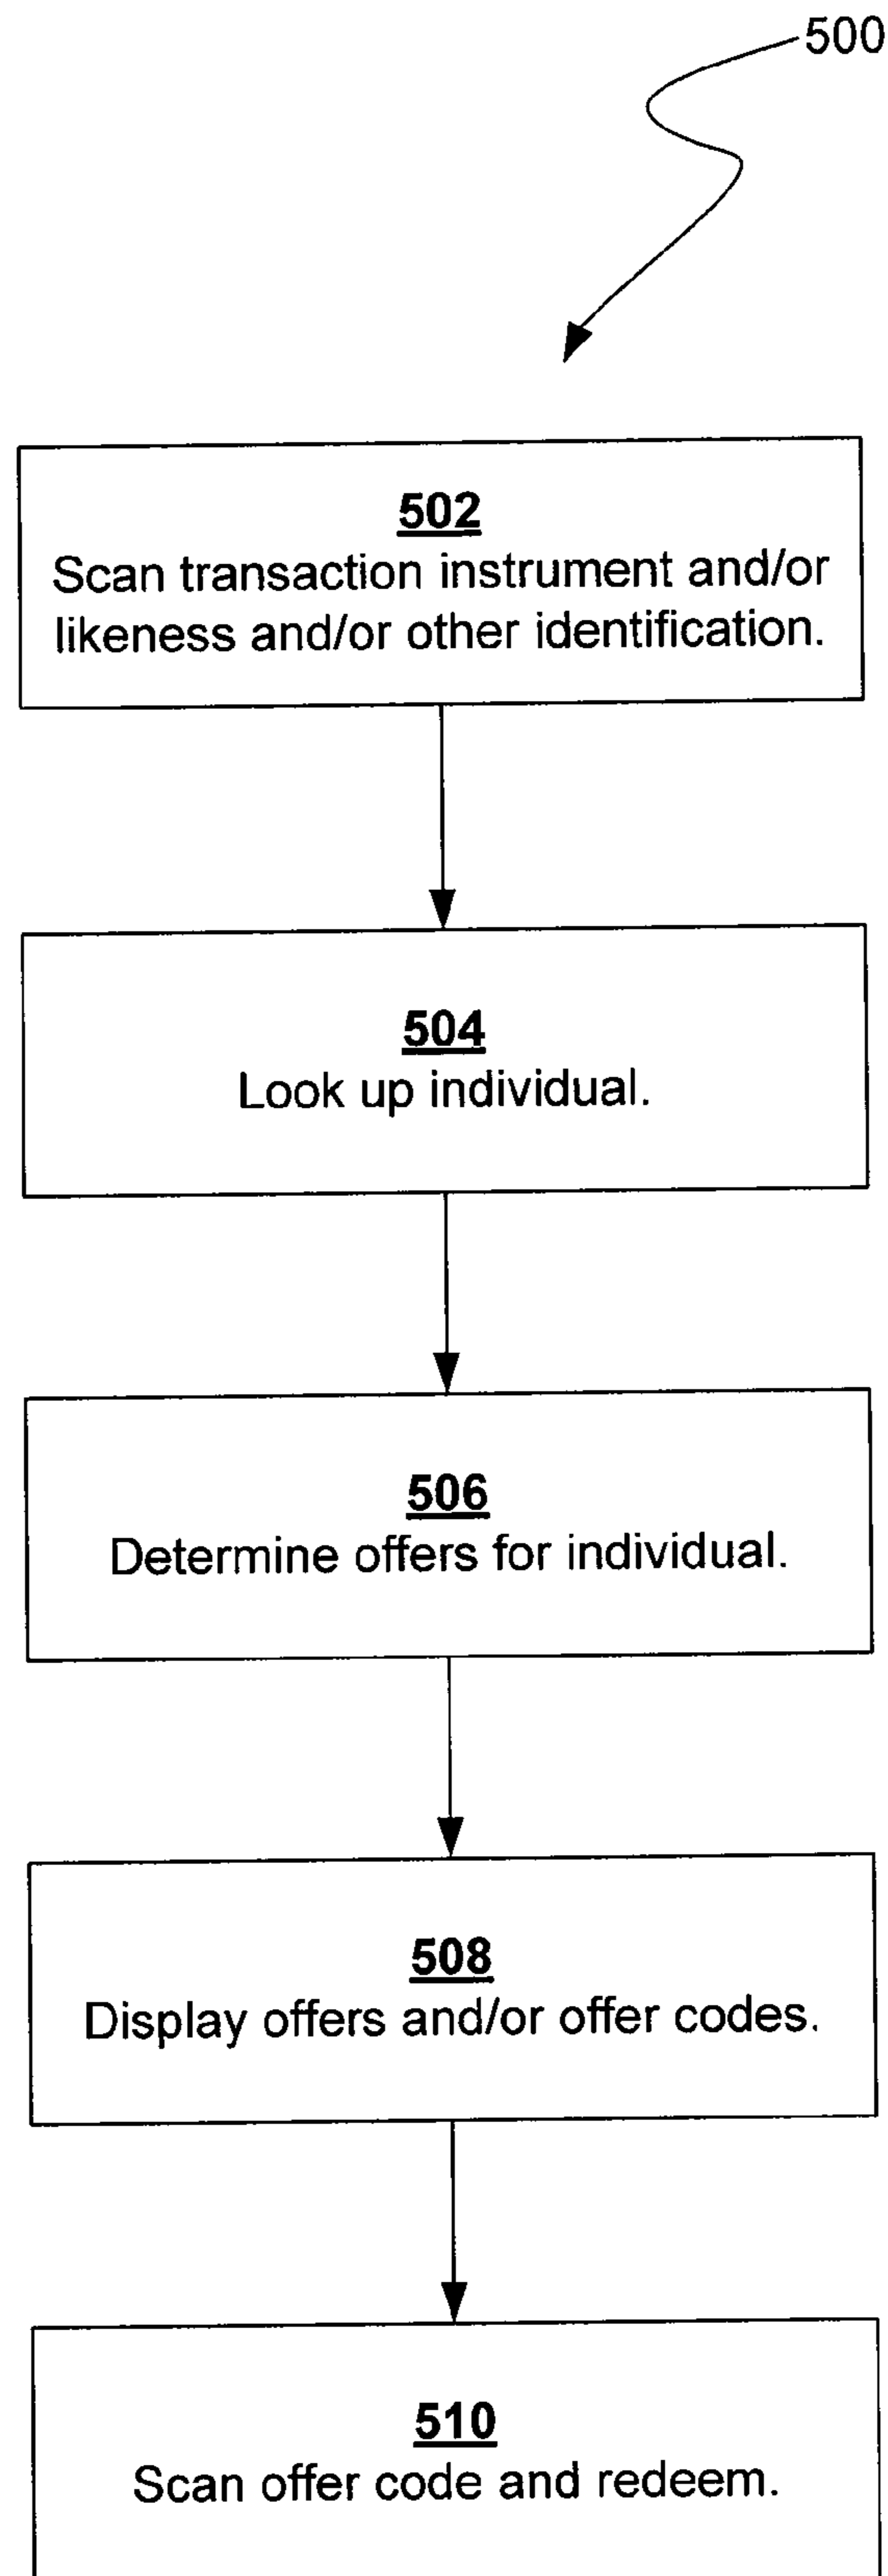 500
502
Scan transaction instrument and/or
likeness and/or other identification.
504
Look up individual.
506
Determine offers for individual.
508
Display offers and/or offer codes.
510
Scan offer code and redeem.